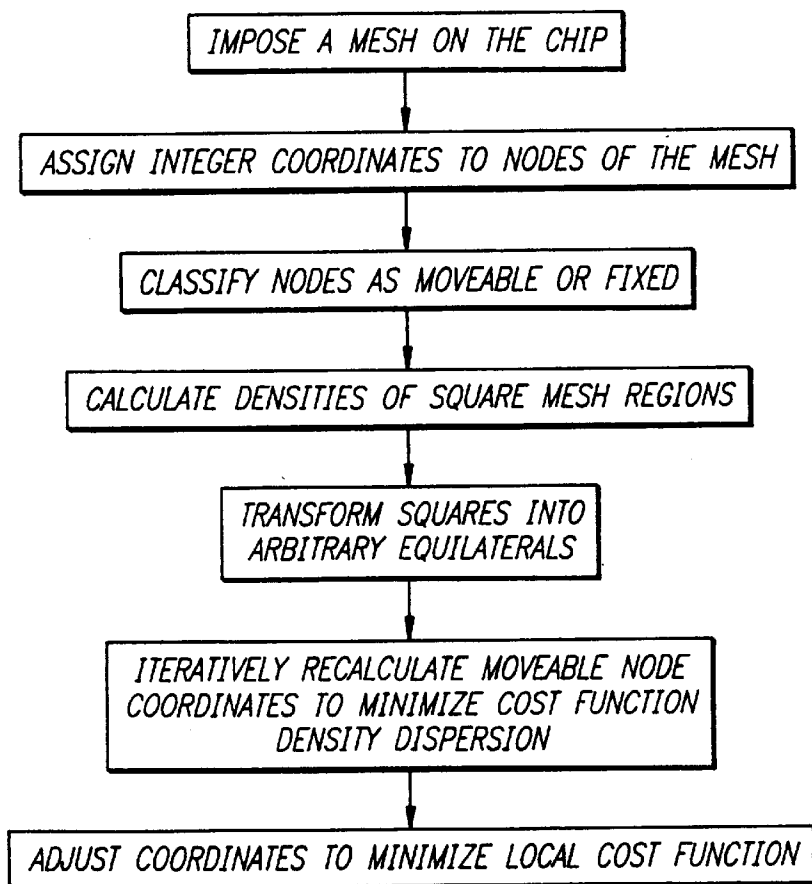 IMPOSE A MESH ON THE CHIP
ASSIGN INTEGER COORDINATES TO NODES OF THE MESH
CLASSIFY NODES AS MOVEABLE OR FIXED
CALCULATE DENSITIES OF SQUARE MESH REGIONS
TRANSFORM SQUARES INTO
ARBITRARY EQUILATERALS
ITERATIVELY RECALCULATE MOVEABLE NODE
COORDINATES TO MINIMIZE COST FUNCTION
DENSITY DISPERSION
ADJUST COORDINATES TO MINIMIZE LOCAL COST FUNCTION